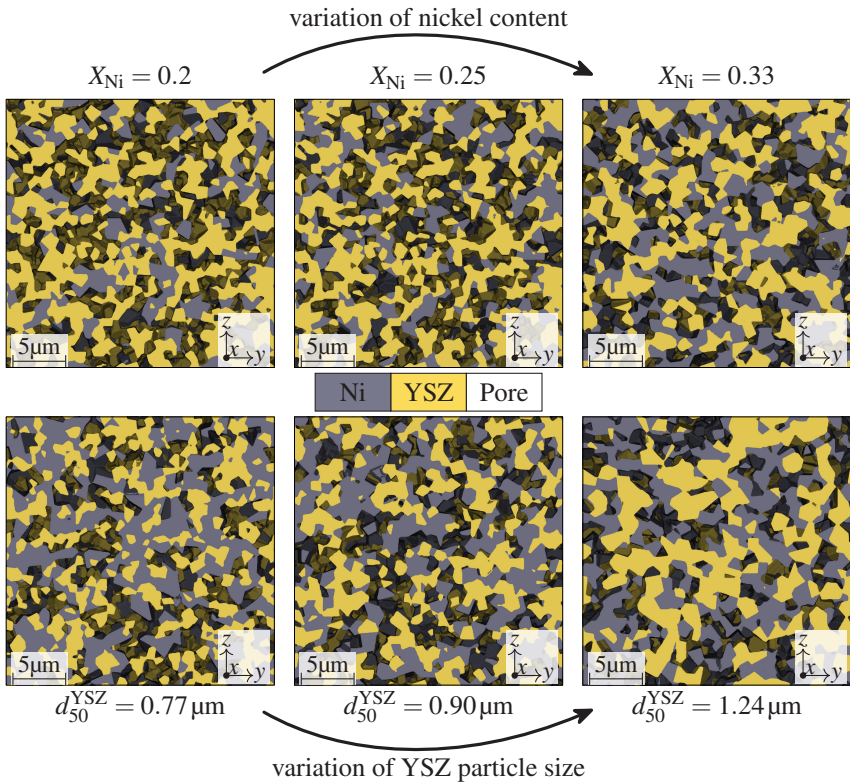 variation of nickel content
X_Ni = 0.2
X_Ni = 0.25
X_Ni = 0.33
5µm
z
x
y
5µm
z
x
y
5µm
z
x
y
Ni YSZ Pore
5µm
z
x
y
5µm
z
x
y
5µm
z
x
y
d_50^YSZ = 0.77 µm
d_50^YSZ = 0.90 µm
d_50^YSZ = 1.24 µm
variation of YSZ particle size